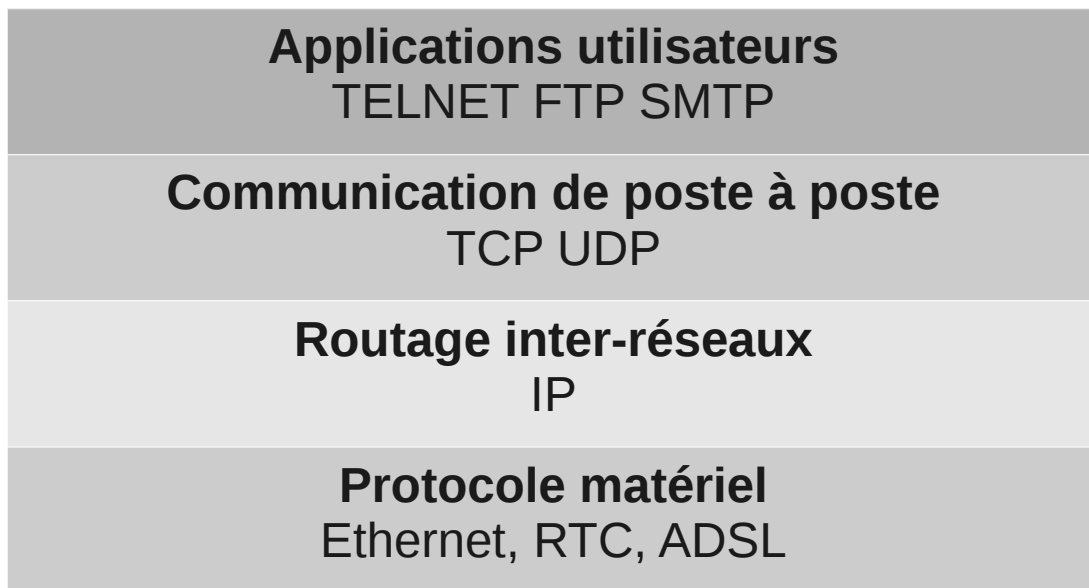 Applications utilisateurs
TELNET FTP SMTP
Communication de poste à poste
TCP UDP
Routage inter-réseaux
IP
Protocole matériel
Ethernet, RTC, ADSL